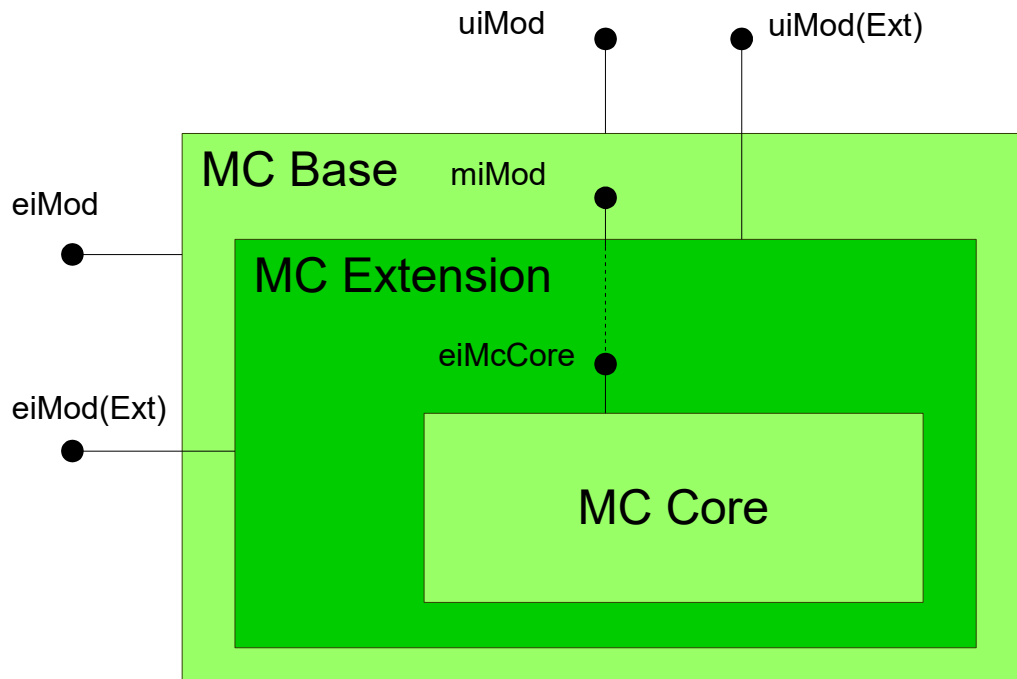 uiMod
uiMod(Ext)
MC Base
miMod
eiMod
MC Extension
eiMcCore
eiMod(Ext)
MC Core